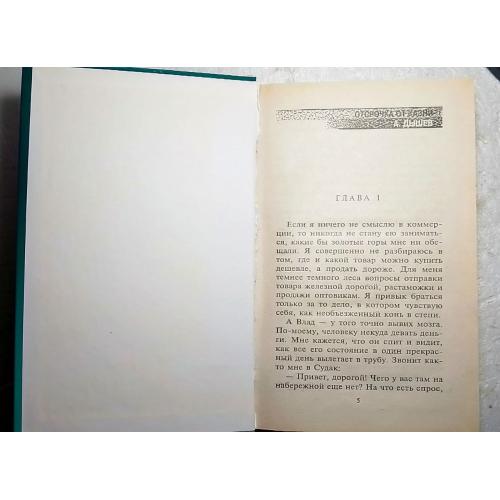 ОТСРОЧКА ОТ КАЗНИ
А. ДЫШЕВ
ГЛАВА 1
Если я ничего не смыслю в коммер-
ции, то никогда не стану ею занимать-
ся, какие бы золотые горы мне ни обе-
щали. Я совершенно не разбираюсь в
том, где и какой товар можно купить
дешевле, а продать дороже. Для меня
темнее темного леса вопросы отправки
товара железной дорогой, растаможки и
продажи оптовикам. Я привык браться
только за то дело, в котором чувствую
себя, как необъезженный конь в степи.
А Влад — у того точно вывих мозга.
По-моему, человеку некуда девать день-
ги. Мне кажется, что он спит и видит,
как все его состояние в один прекрас-
ный день вылетает в трубу. Звонит как-
то мне в Судак:
— Привет, дорогой! Чего у вас там на
набережной еще нет? На что есть спрос,
5